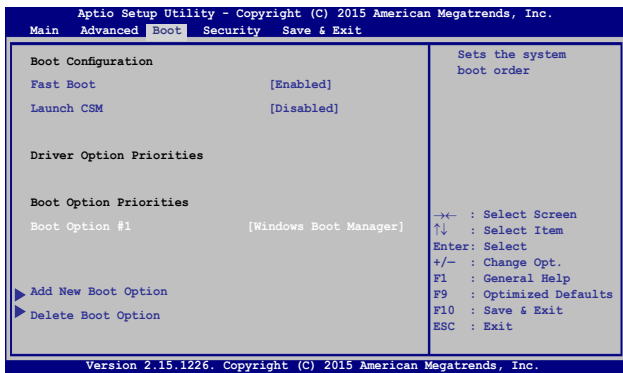 Aptio Setup Utility - Copyright (C) 2015 American Megatrends, Inc.
Main Advanced Boot Security Save & Exit
Boot Configuration
Fast Boot [Enabled]
Launch CSM [Disabled]
Driver Option Priorities
Boot Option Priorities
Boot Option #1 [Windows Boot Manager]
Add New Boot Option
Delete Boot Option
Sets the system
boot order
→← : Select Screen
↑↓ : Select Item
Enter: Select
+/— : Change Opt.
F1 : General Help
F9 : Optimized Defaults
F10 : Save & Exit
ESC : Exit
Version 2.15.1226. Copyright (C) 2015 American Megatrends, Inc.